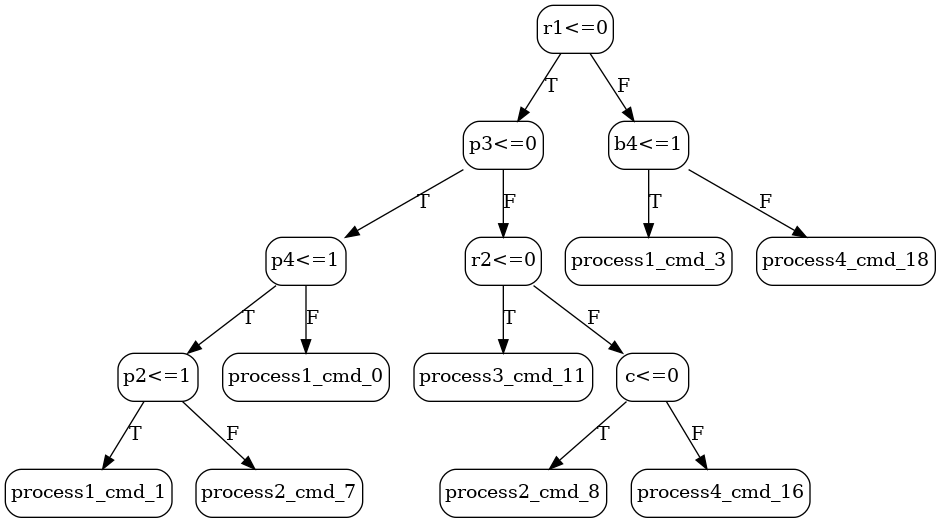 r1<=0
T
F
p3<=0
b4<=1
T
F
T
F
p4<=1
r2<=0
process1_cmd_3
process4_cmd_18
T
F
T
F
p2<=1
process1_cmd_0
process3_cmd_11
c<=0
T
F
T
F
process1_cmd_1
process2_cmd_7
process2_cmd_8
process4_cmd_16